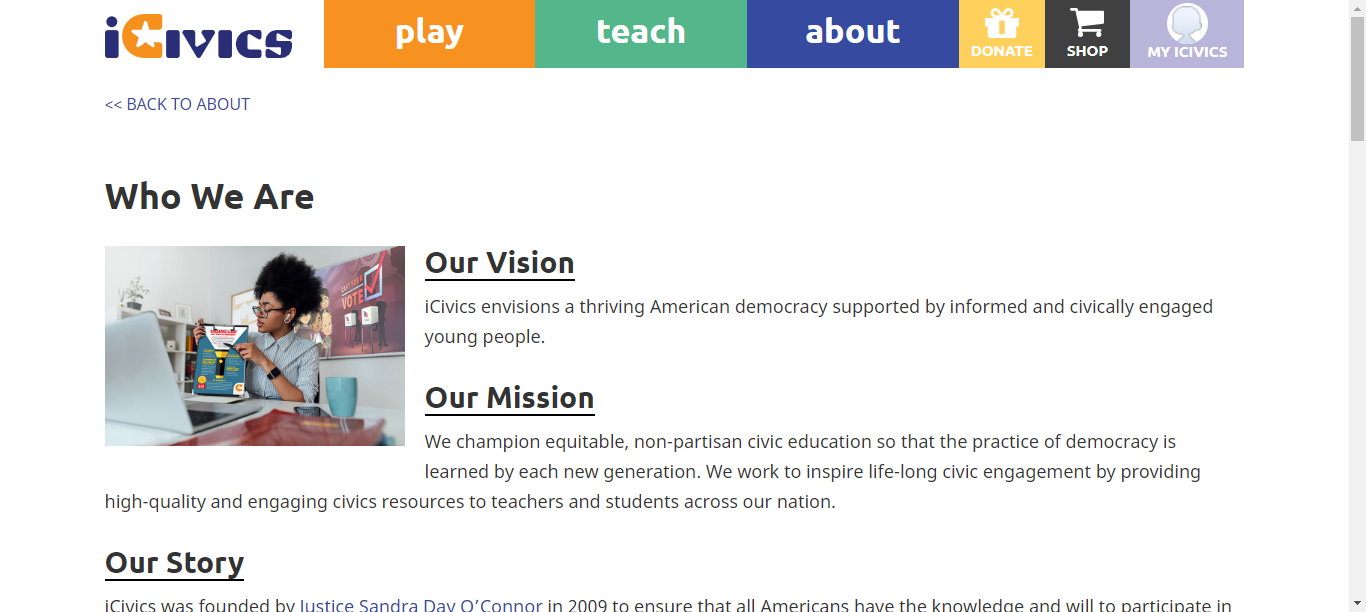 iCivics
play
teach
about
DONATE
SHOP
MY ICIVICS
<< BACK TO ABOUT
Who We Are
VOTE
Our Vision
iCivics envisions a thriving American democracy supported by informed and civically engaged
young people.
Our Mission
We champion equitable, non-partisan civic education so that the practice of democracy is
learned by each new generation. We work to inspire life-long civic engagement by providing
high-quality and engaging civics resources to teachers and students across our nation.
Our Story
iCivics was founded by Justice Sandra Day O’Connor in 2009 to ensure that all Americans have the knowledge and will to participate in